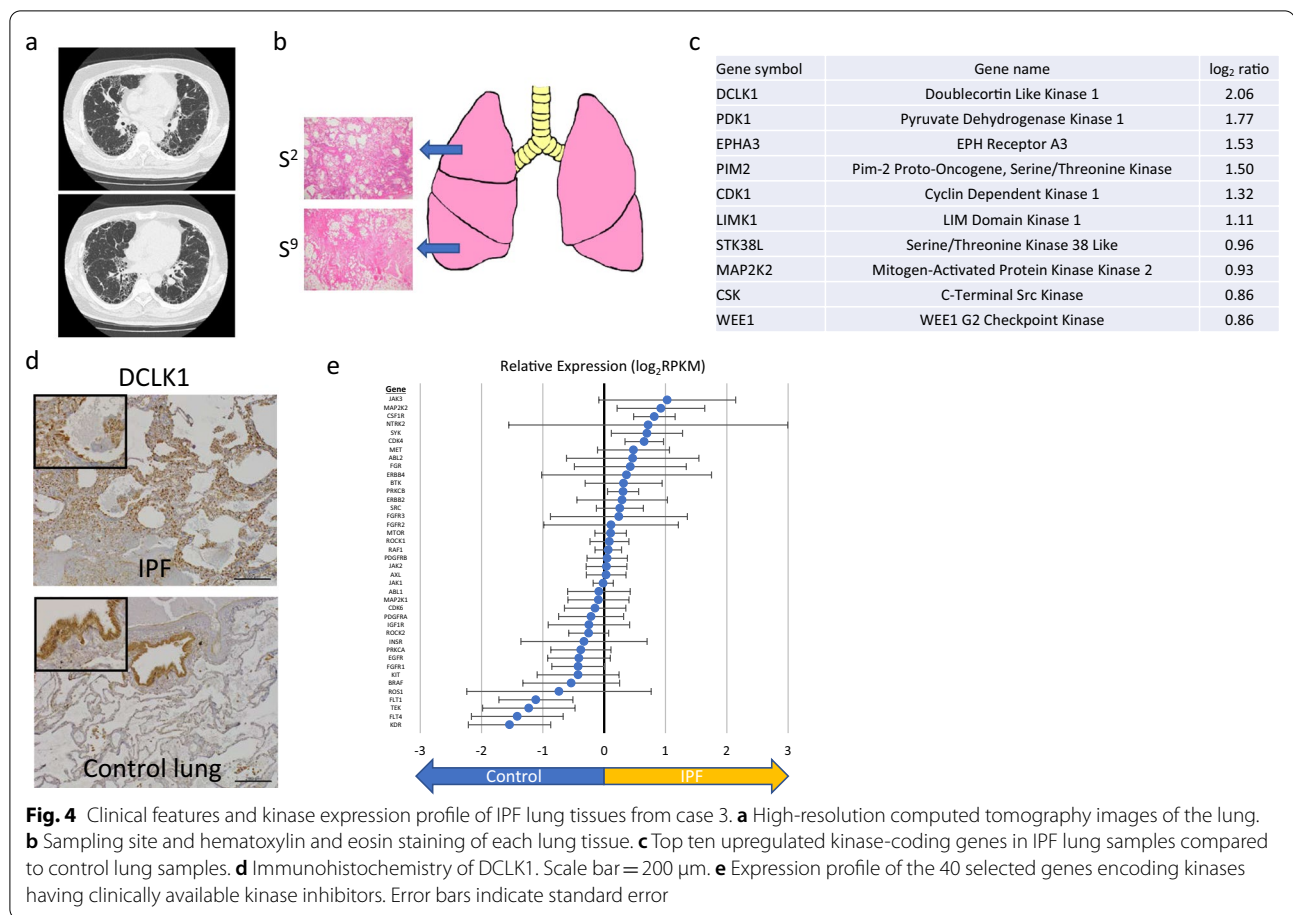 a
b
S2
S9
c
Gene symbol Gene name log2 ratio
DCLK1 Doublecortin Like Kinase 1 2.06
PDK1 Pyruvate Dehydrogenase Kinase 1 1.77
EPHA3 EPH Receptor A3 1.53
PIM2 Pim-2 Proto-Oncogene, Serine/Threonine Kinase 1.50
CDK1 Cyclin Dependent Kinase 1 1.32
LIMK1 LIM Domain Kinase 1 1.11
STK38L Serine/Threonine Kinase 38 Like 0.96
MAP2K2 Mitogen-Activated Protein Kinase Kinase 2 0.93
CSK C-Terminal Src Kinase 0.86
WEE1 WEE1 G2 Checkpoint Kinase 0.86
d
DCLK1
IPF
Control lung
e
Relative Expression (log2RPKM)
Gene
JAK3
MAP2K2
CSF1R
NTRK2
SYK
CDK4
MET
ABL2
FGR
ERBB4
BTK
PRKCB
ERBB2
SRC
FGFR3
FGFR2
MTOR
ROCK1
RAF1
PDGFRB
JAK2
AXL
JAK1
ABL1
MAP2K1
CDK6
PDGFRA
IGF1R
ROCK2
INSR
PRKCA
EGFR
FGFR1
KIT
BRAF
ROS1
FLT1
TEK
FLT4
KDR
-3 -2 -1 0 1 2 3
Control IPF
Fig. 4 Clinical features and kinase expression profile of IPF lung tissues from case 3. a High-resolution computed tomography images of the lung.
b Sampling site and hematoxylin and eosin staining of each lung tissue. c Top ten upregulated kinase-coding genes in IPF lung samples compared
to control lung samples. d Immunohistochemistry of DCLK1. Scale bar = 200 μm. e Expression profile of the 40 selected genes encoding kinases
having clinically available kinase inhibitors. Error bars indicate standard error